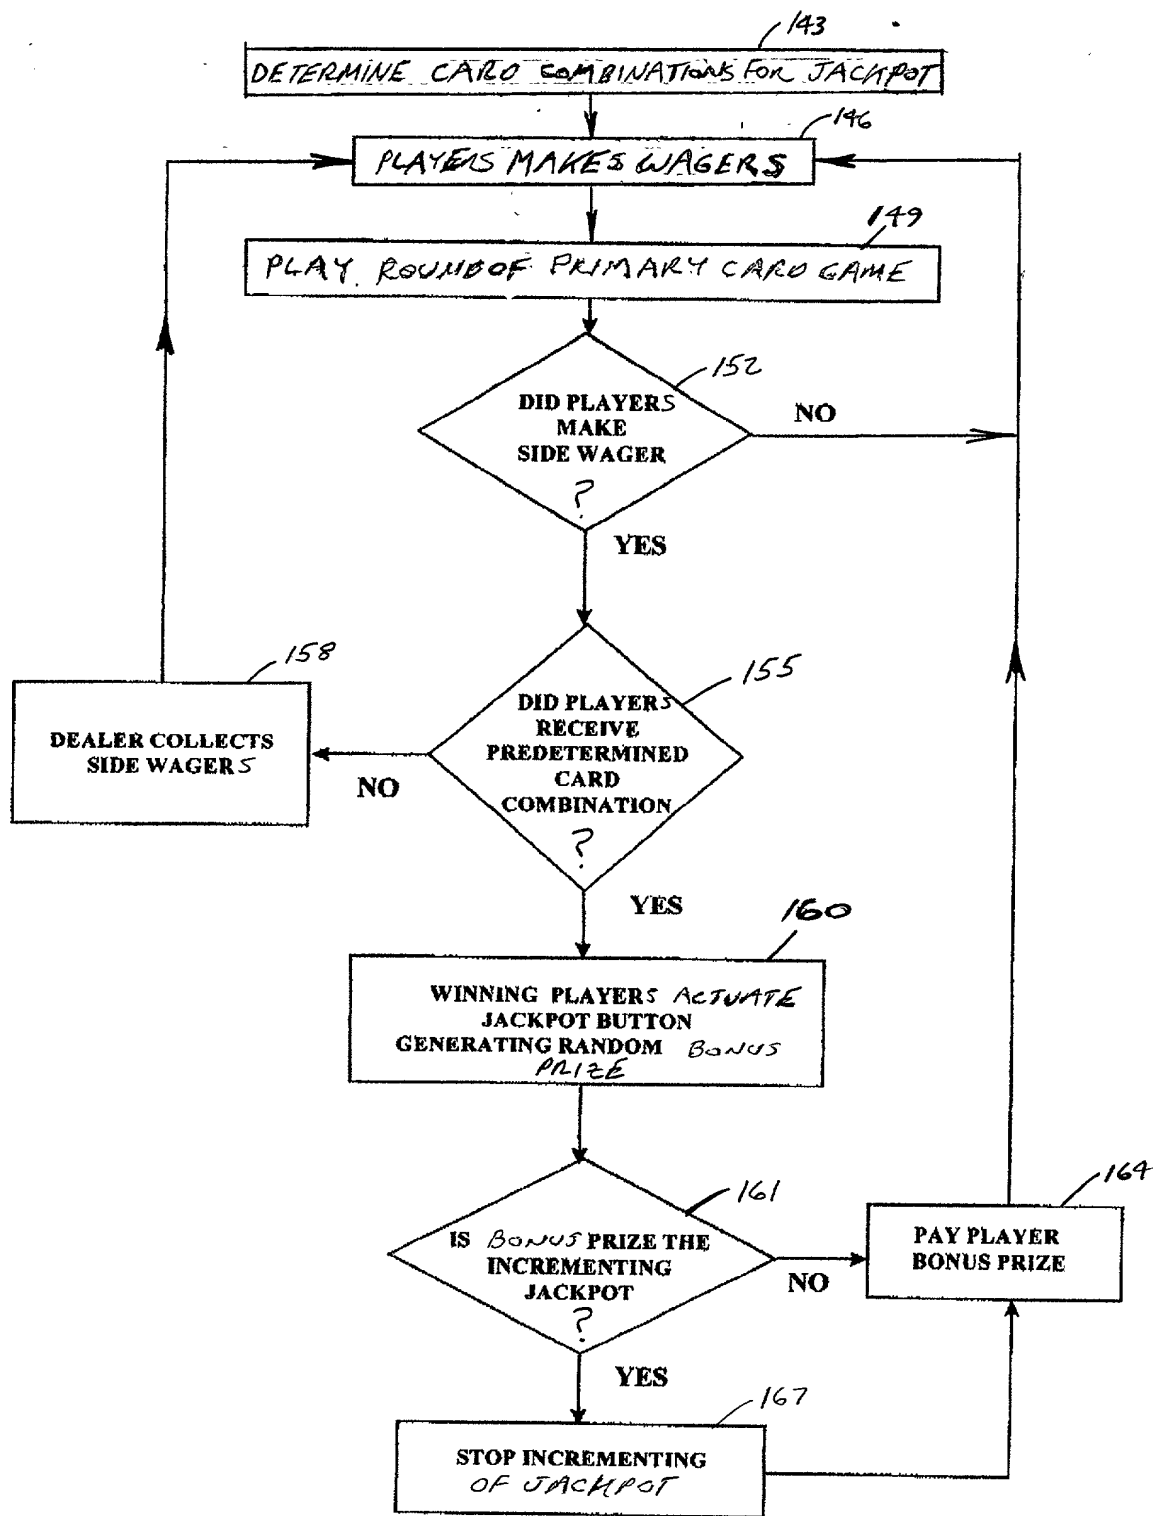 143
DETERMINE CARD COMBINATIONS FOR JACKPOT
146
PLAYERS MAKES WAGERS
149
PLAY ROUND OF PRIMARY CARD GAME
152
DID PLAYERS
MAKE
SIDE WAGER
?
NO
YES
158
DEALER COLLECTS
SIDE WAGERS
155
DID PLAYERS
RECEIVE
PREDETERMINED
CARD
COMBINATION
?
NO
YES
160
WINNING PLAYERS ACTUATE
JACKPOT BUTTON
GENERATING RANDOM BONUS
PRIZE
161
IS BONUS PRIZE THE
INCREMENTING
JACKPOT
?
NO
164
PAY PLAYER
BONUS PRIZE
YES
167
STOP INCREMENTING
OF JACKPOT